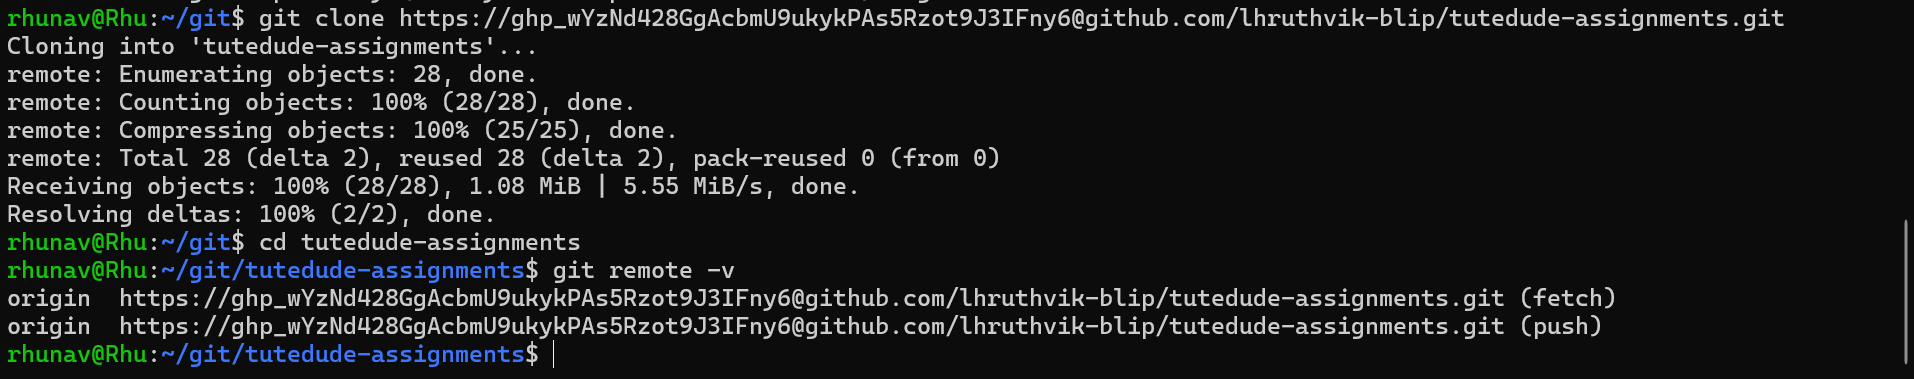 rhunav@Rhu:~/git$ git clone https://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@github.com/lhruthvik-blip/tutedude-assignments.git
Cloning into 'tutedude-assignments'...
remote: Enumerating objects: 28, done.
remote: Counting objects: 100% (28/28), done.
remote: Compressing objects: 100% (25/25), done.
remote: Total 28 (delta 2), reused 28 (delta 2), pack-reused 0 (from 0)
Receiving objects: 100% (28/28), 1.08 MiB | 5.55 MiB/s, done.
Resolving deltas: 100% (2/2), done.
rhunav@Rhu:~/git$ cd tutedude-assignments
rhunav@Rhu:~/git/tutedude-assignments$ git remote -v
origin  https://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@github.com/lhruthvik-blip/tutedude-assignments.git (fetch)
origin  https://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@github.com/lhruthvik-blip/tutedude-assignments.git (push)
rhunav@Rhu:~/git/tutedude-assignments$